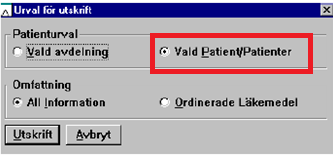 Urval för utskrift
Patienturval
Vald avdelning Vald Patient/Patienter
Omfattning
All Information Ordinerade Läkemedel
Utskrift Avbryt